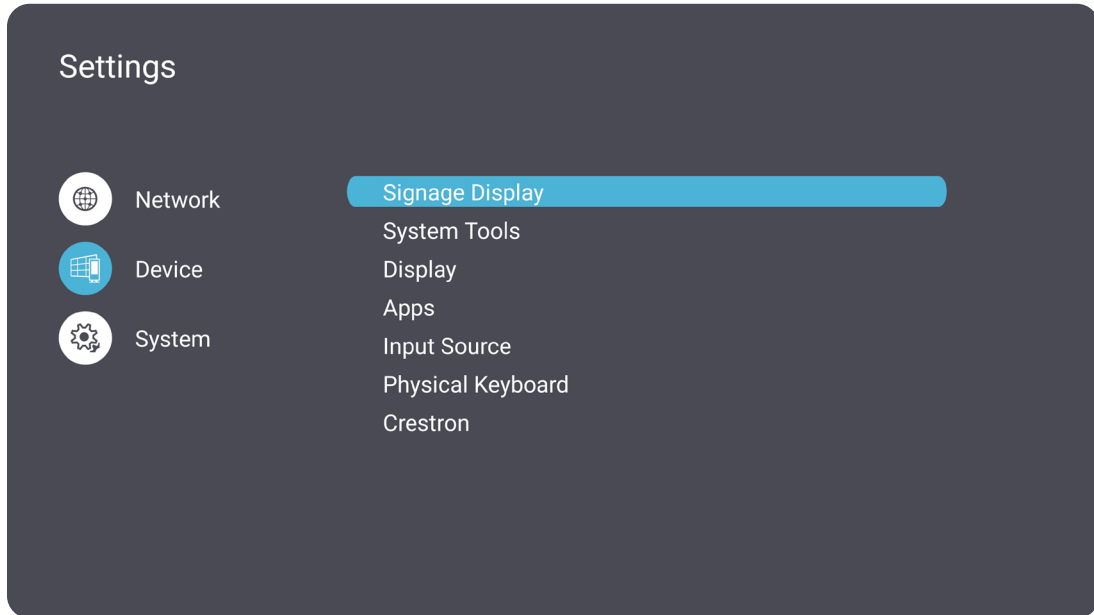 Settings
Network
Device
System
Signage Display
System Tools
Display
Apps
Input Source
Physical Keyboard
Crestron